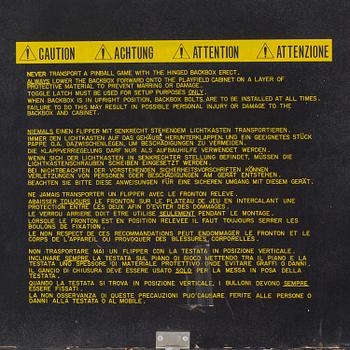 CAUTION ACHTUNG ATTENTION ATTENZIONE
NEVER TRANSPORT A PINBALL GAME WITH THE HINGED BACKBOX ERECT.
ALWAYS LOWER THE BACKBOX ONTO THE PLAYFIELD CABINET ON A LAYER OF
PROTECTIVE MATERIAL TO PREVENT MARRING OR DAMAGE.
TOGGLE LATCH MUST BE USED FOR SETUP PURPOSES ONLY.
WHEN BACKBOX IS IN UPRIGHT POSITION, BACKBOX BOLTS ARE TO BE INSTALLED AT ALL TIMES.
FAILURE TO DO THIS MAY RESULT IN POSSIBLE PERSONAL INJURY OR DAMAGE TO THE
BACKBOX AND CABINET.
NIEMALS EINEN FLIPPER MIT SENKRECHT STEHENDEM LICHTKASTEN TRANSPORTIEREN.
IMMER DEN LICHTKASTEN AUF DAS GEHÄUSE HERUNTERKLAPPEN UND EIN GEEIGNETES STÜCK
PAPPE O.Ä. DAZWISCHENLEGEN, UM BESCHÄDIGUNGEN ZU VERMEIDEN.
DIE KLAPPVERRIEGELUNG DARF NUR ALS AUFBAUHILFE VERWENDET WERDEN.
WENN SICH DER LICHTKASTEN IN SENKRECHTER STELLUNG BEFINDET, MÜSSEN DIE
LICHTKASTENSCHRAUBEN SCHEIBEN EINGESETZT WERDEN.
BEI NICHTBEACHTEN DER VORSTEHENDEN SICHERHEITSVORSCHRIFTEN KÖNNEN
VERLETZUNGEN VON PERSONEN ODER BESCHÄDIGUNGEN AM GERÄT ENTSTEHEN.
BEACHTEN SIE BITTE DIESE ANWEISUNGEN FÜR EINE SICHEREN UMGANG MIT DIESEM GERÄT.
NE JAMAIS TRANSPORTER UN FLIPPER AVEC LE FRONTON RELEVE.
ABAISSER TOUJOURS LE FRONTON SUR LE PLATEAU DE JEU EN INTERCALANT UNE
PROTECTION ENTRE LES DEUX AFIN D'EVITER DES DOMMAGES.
LE VERROU ARRIERE DOIT ETRE UTILISE SEULEMENT PENDANT LE MONTAGE.
LORSQUE LE FRONTON EST EN POSITION RELEVEE IL FAUT TOUJOURS SERRER LES
BOULONS DE FIXATION.
LE NON RESPECT DE CES RECOMMANDATIONS PEUT ENDOMMAGER LE FRONTON ET LE
CORPS DE L'APPAREIL OU PROVOQUER DES BLESSURES CORPORELLES.
NON TRASPORTARE MAI UN FLIPPER CON LA TESTATA IN POSIZIONE VERTICALE.
INCLINARE SEMPRE LA TESTATA SUL PIANO DI GIOCO METTENDO TRA IL PIANO E LA
TESTATA UNO SPESSORE DI MATERIALE PROTETTIVO, ONDE EVITARE GRAFFI O DANNI.
IL GANCIO DI CHIUSURA DEVE ESSERE USATO SOLO PER LA MESSA IN POSA DELLA
TESTATA.
QUANDO LA TESTATA SI TROVA IN POSIZIONE VERTICALE, I BULLONI DEVONO SEMPRE
ESSERE FISSATI.
LA NON OSSERVANZA DI QUESTE PRECAUZIONI PUO'CAUSARE FERITE ALLE PERSONE O
DANNI ALLA TESTATA O AL MOBILE.